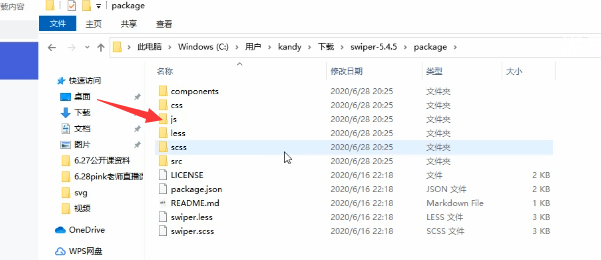 载内容
package
文件 主页 共享 查看
此电脑 › Windows (C:) › 用户 › kandy › 下载 › swiper-5.4.5 › package ›
名称 修改日期 类型 大小
快速访问
桌面
下载
文档
图片
6.27公开课资料
6.28pink老师直播课
svg
视频
OneDrive
WPS网盘
components 2020/6/28 20:25 文件夹
css 2020/6/28 20:25 文件夹
js 2020/6/28 20:25 文件夹
less 2020/6/28 20:25 文件夹
scss 2020/6/28 20:25 文件夹
src 2020/6/28 20:25 文件夹
LICENSE 2020/6/16 22:18 文件 2 KB
package.json 2020/6/16 22:18 JSON 文件 2 KB
README.md 2020/6/16 22:18 Markdown File 1 KB
swiper.less 2020/6/16 22:18 LESS 文件 3 KB
swiper.scss 2020/6/16 22:18 SCSS 文件 3 KB